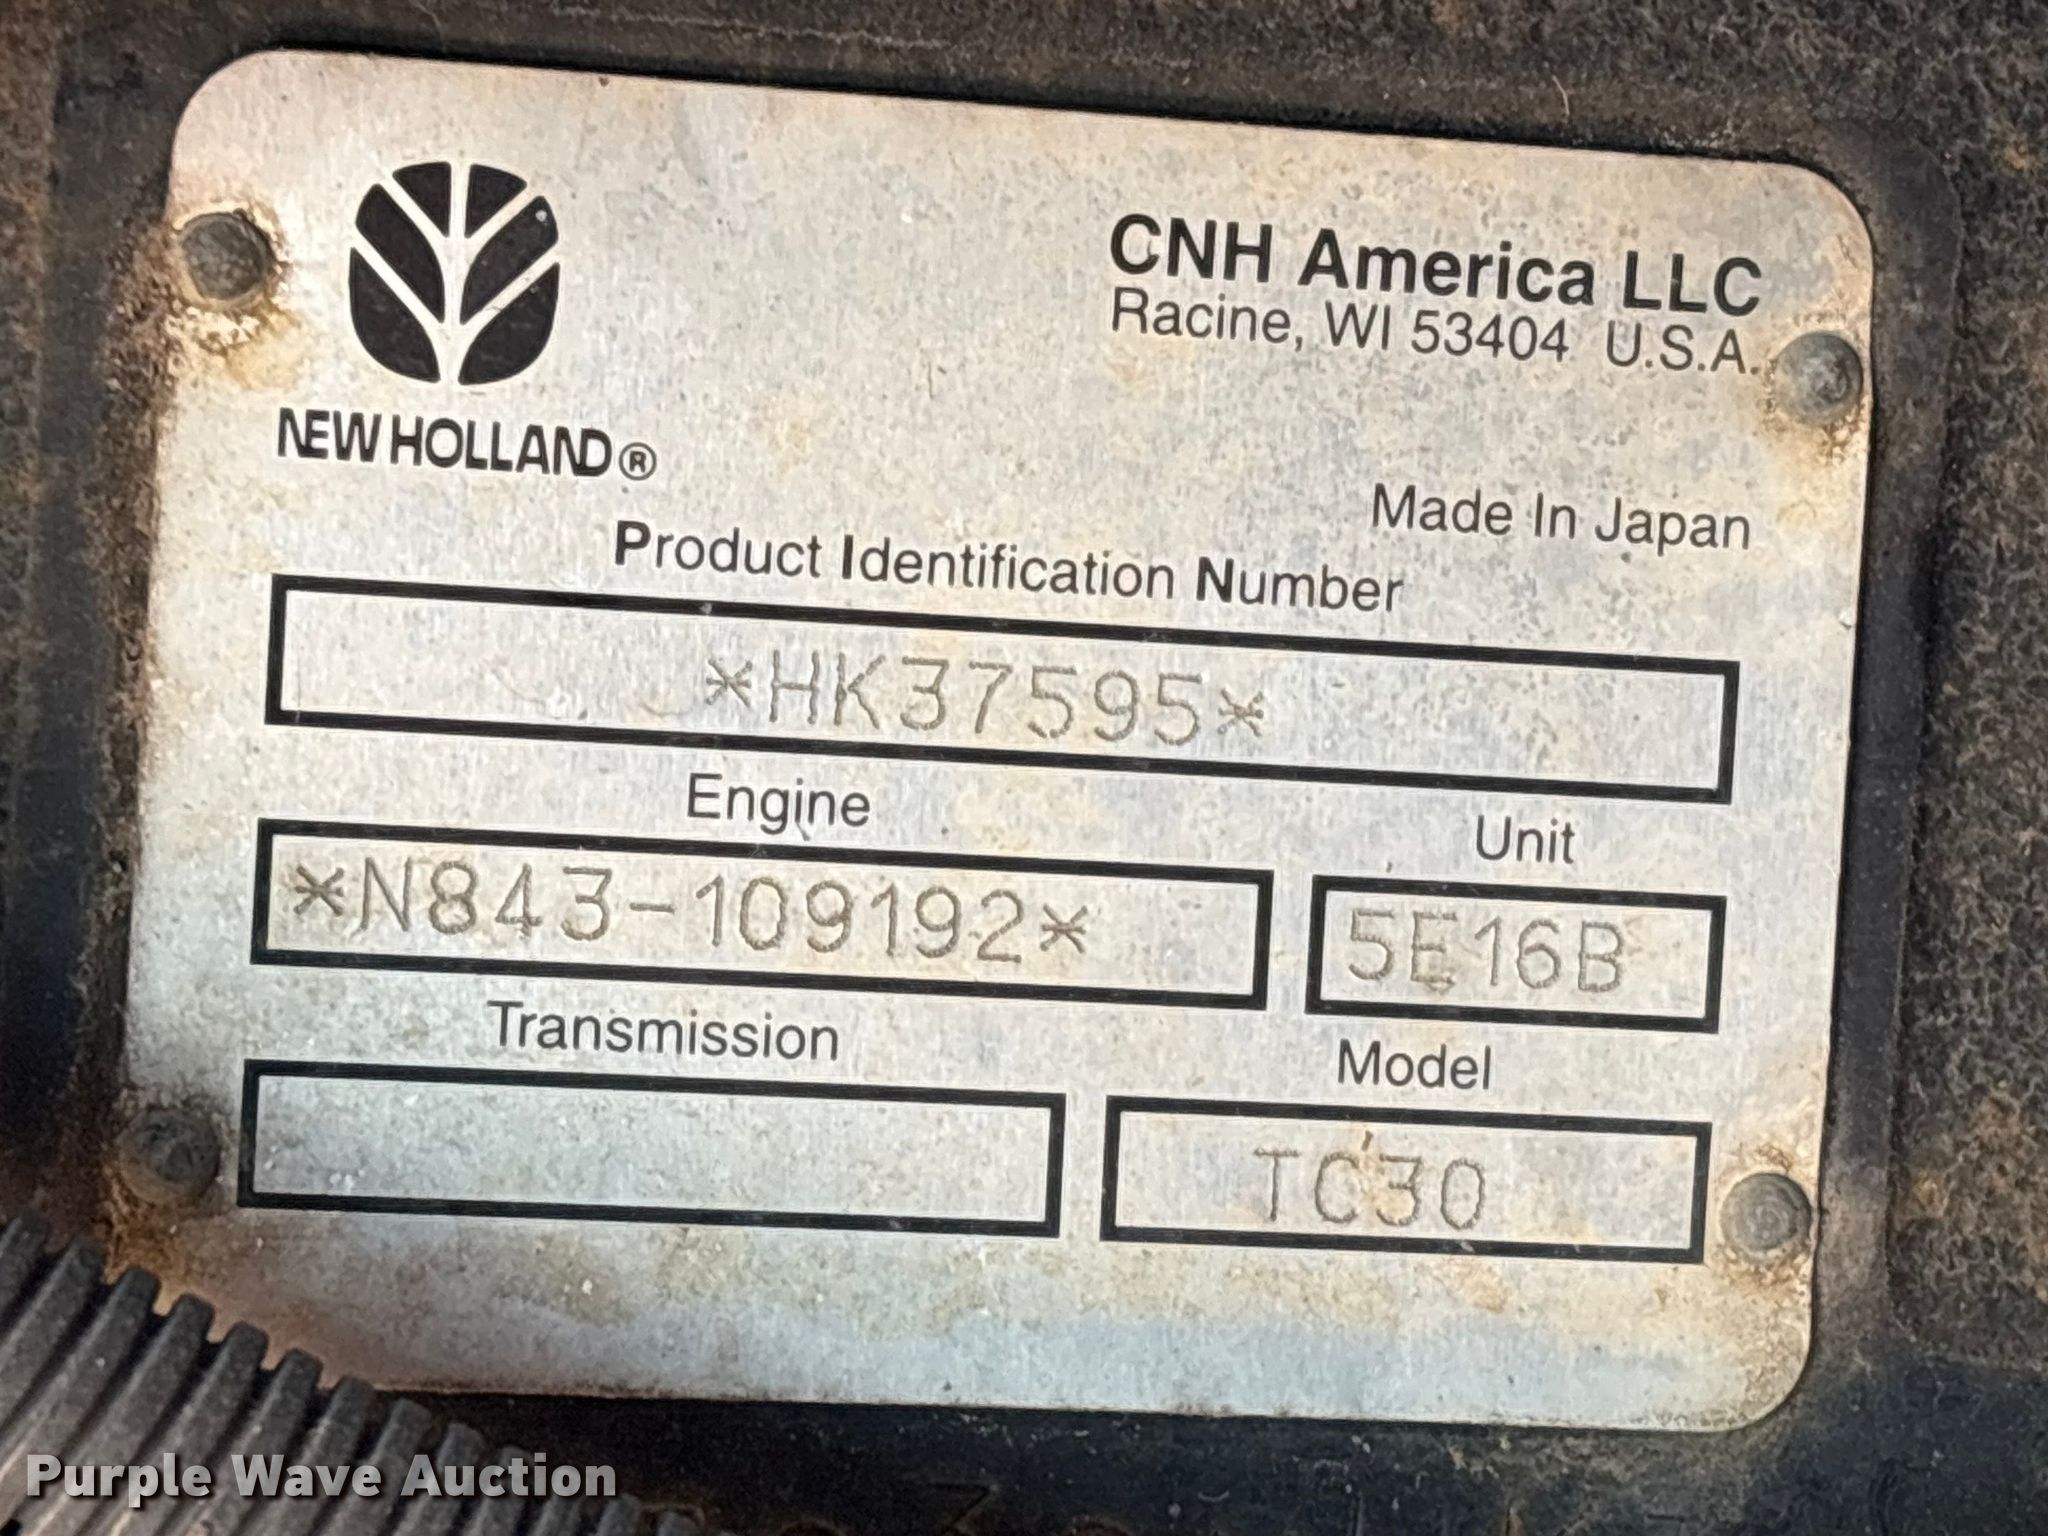 CNH America LLC
Racine, WI 53404 U.S.A.
NEW HOLLAND®
Made In Japan
Product Identification Number
*HK37595*
Engine
*N843-109192*
Unit
5E16B
Transmission
Model
TC30
Purple Wave Auction